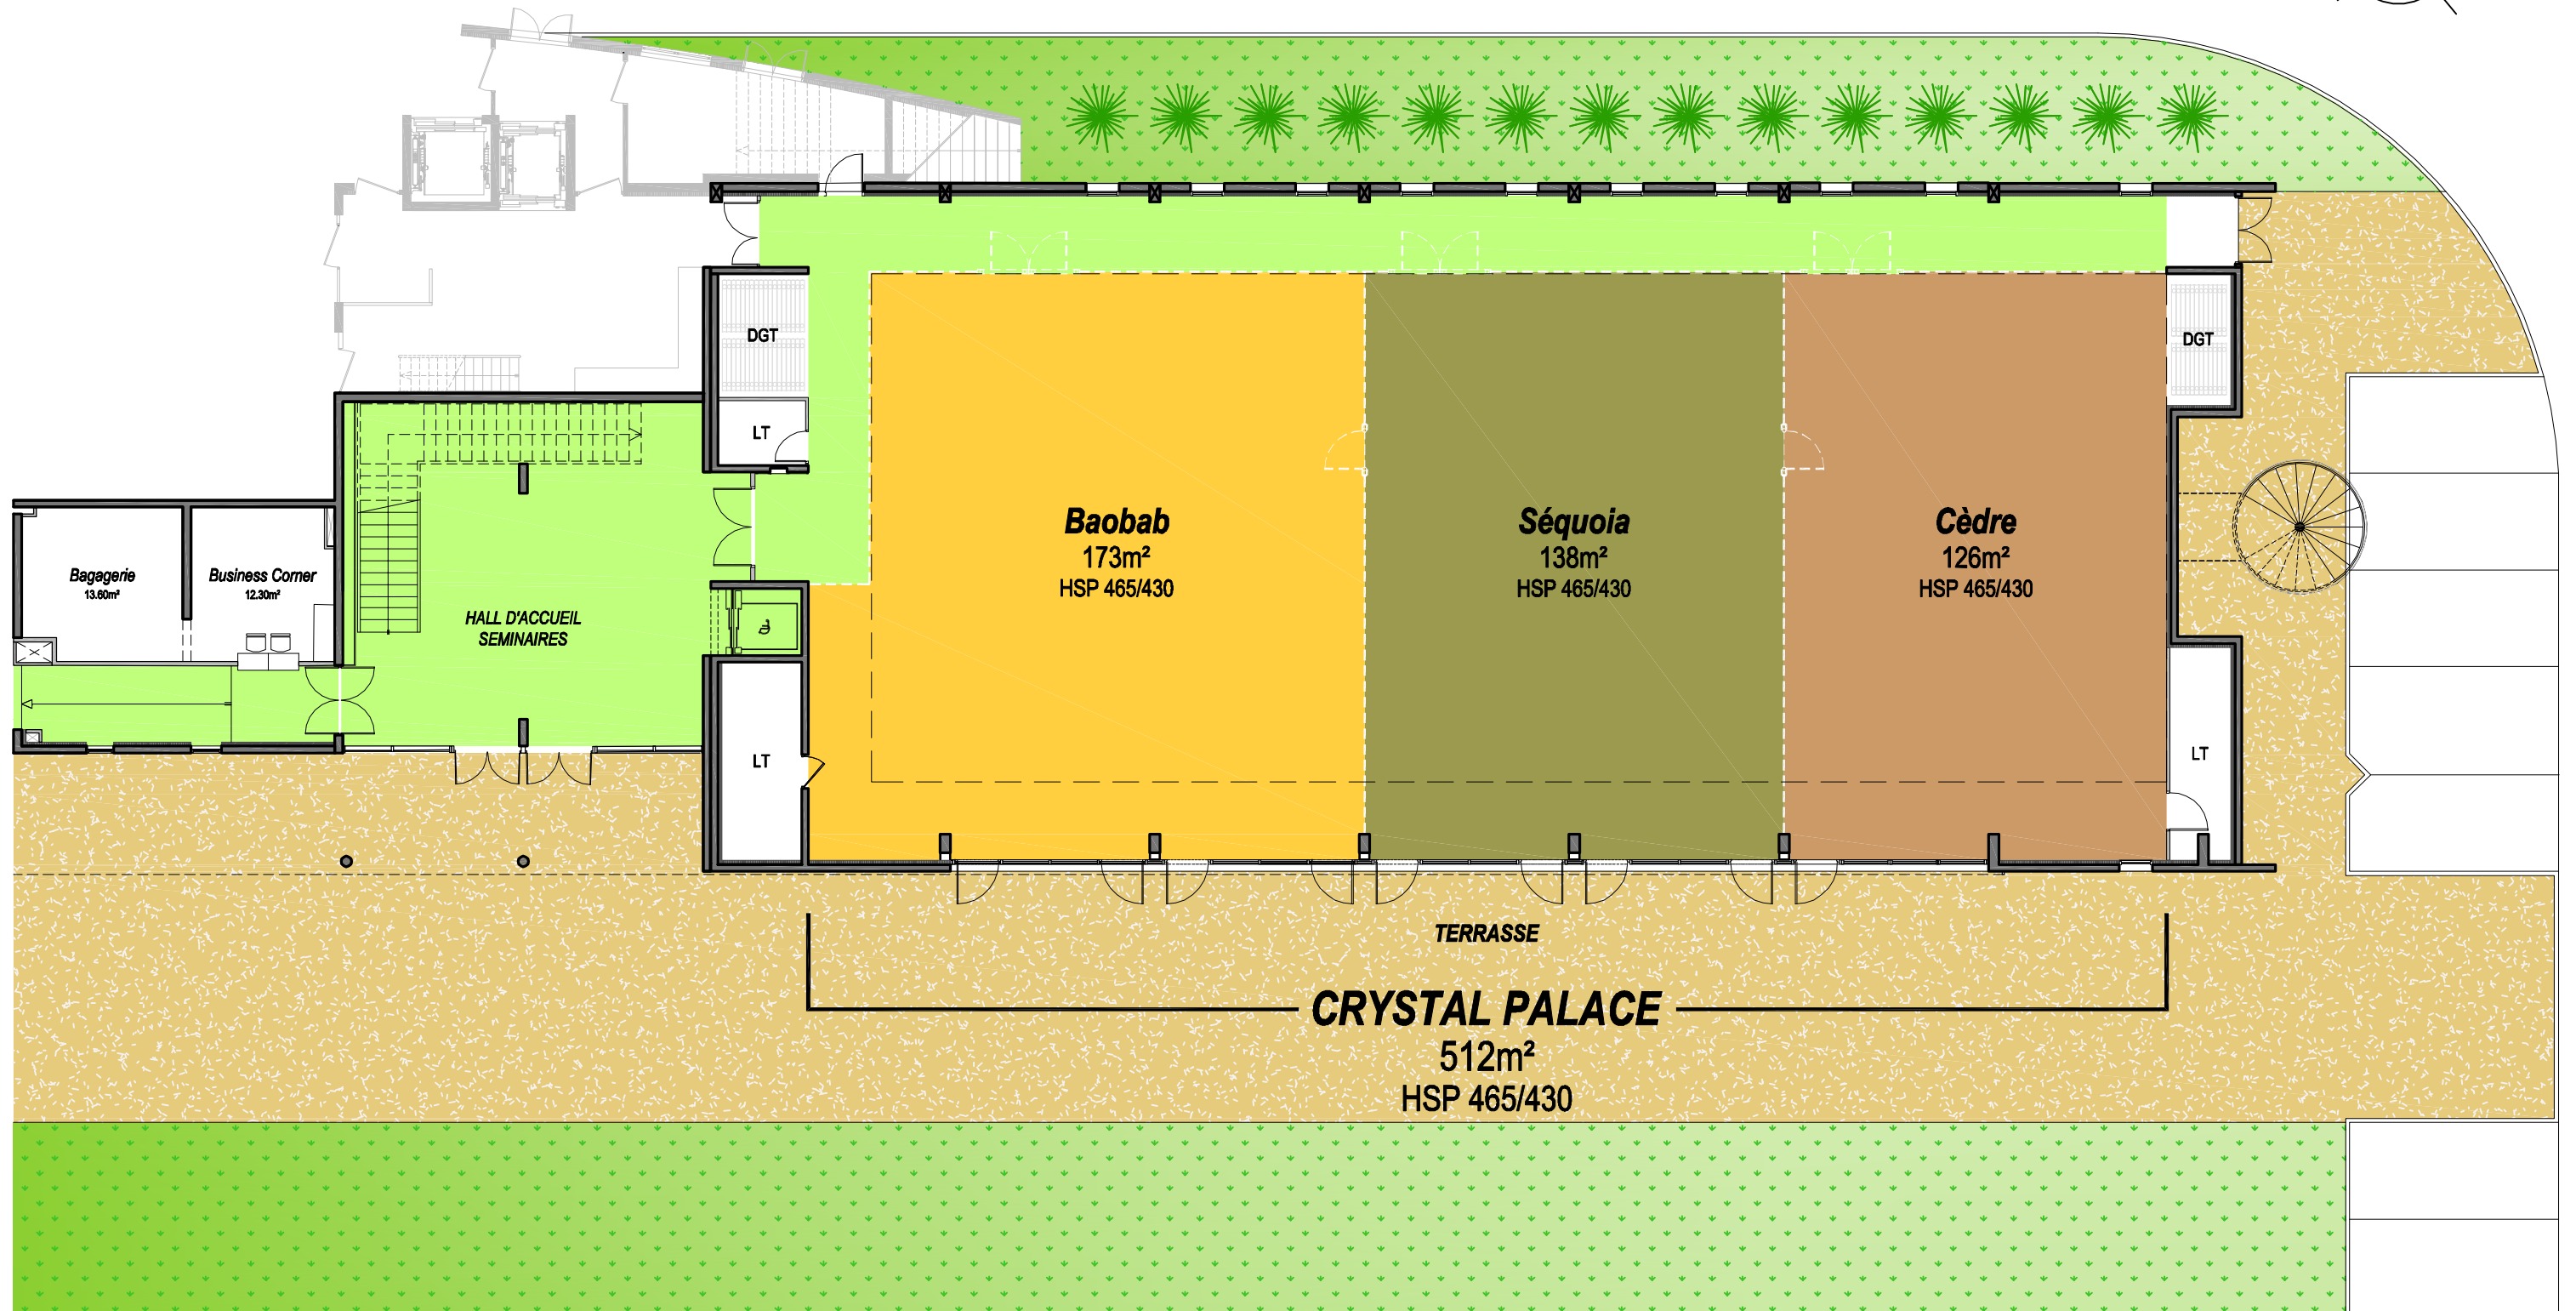 DGT
DGT
LT
Baobab
173m²
HSP 465/430
Séquoia
138m²
HSP 465/430
Cèdre
126m²
HSP 465/430
Bagagerie
13.60m²
Business Corner
12.30m²
HALL D'ACCUEIL
SEMINAIRES
LT
LT
TERRASSE
CRYSTAL PALACE
512m²
HSP 465/430